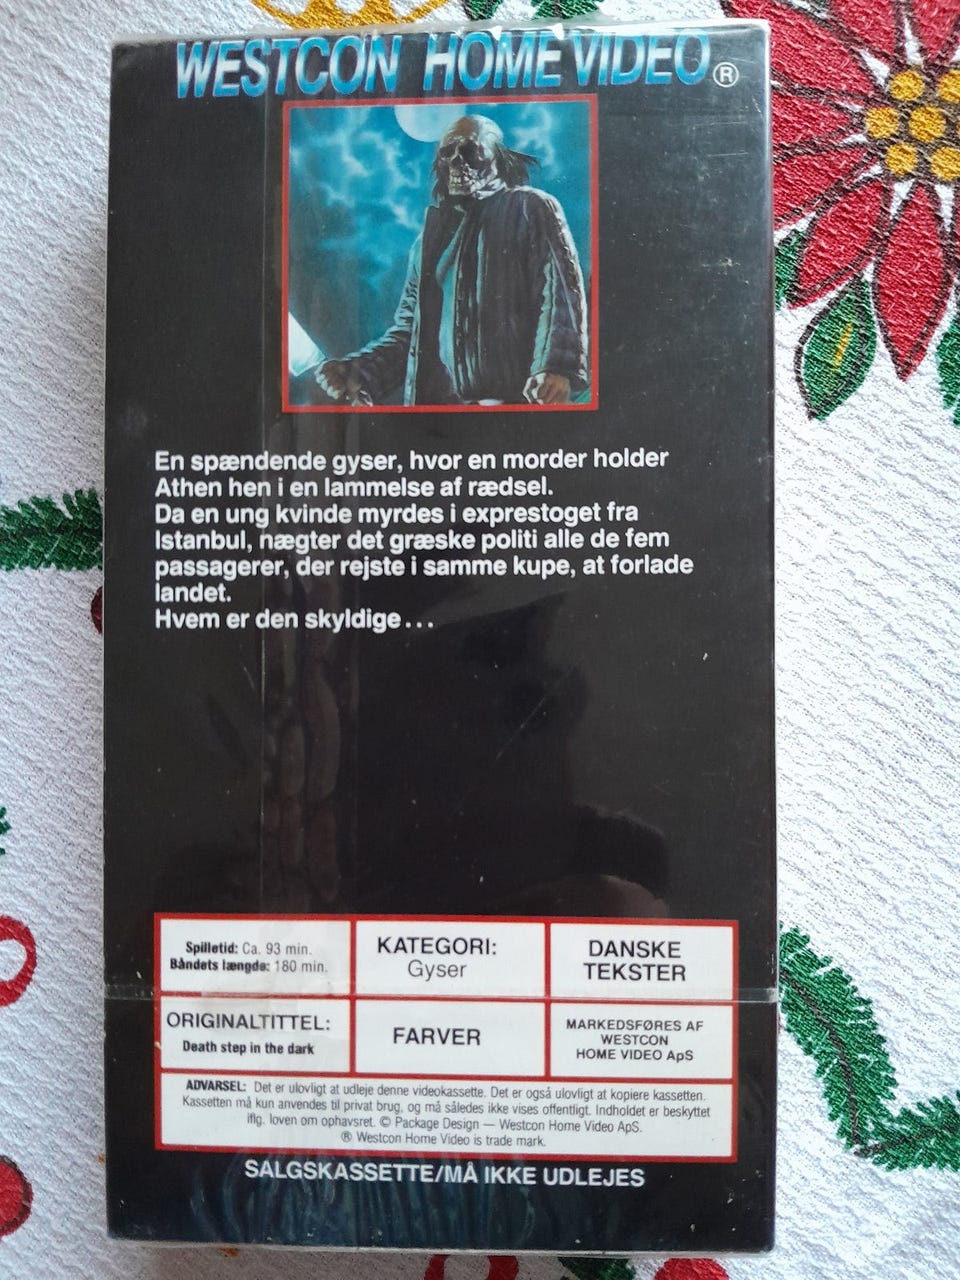 WESTCON HOME VIDEO ®
En spændende gyser, hvor en morder holder
Athen hen i en lammelse af rædsel.
Da en ung kvinde myrdes i exprestoget fra
Istanbul, nægter det græske politi alle de fem
passagerer, der rejste i samme kupe, at forlade
landet.
Hvem er den skyldige...
Spilletid: Ca. 93 min.
Båndets længde: 180 min.
KATEGORI:
Gyser
DANSKE
TEKSTER
ORIGINALTITTEL:
Death step in the dark
FARVER
MARKEDSFØRES AF
WESTCON
HOME VIDEO ApS
ADVARSEL: Det er ulovligt at udleje denne videokassette. Det er også ulovligt at kopiere kassetten.
Kassetten må kun anvendes til privat brug, og må således ikke vises offentligt. Indholdet er beskyttet
iflg. loven om ophavsret. © Package Design — Westcon Home Video ApS.
® Westcon Home Video is trade mark.
SALGSKASSETTE/MÅ IKKE UDLEJES